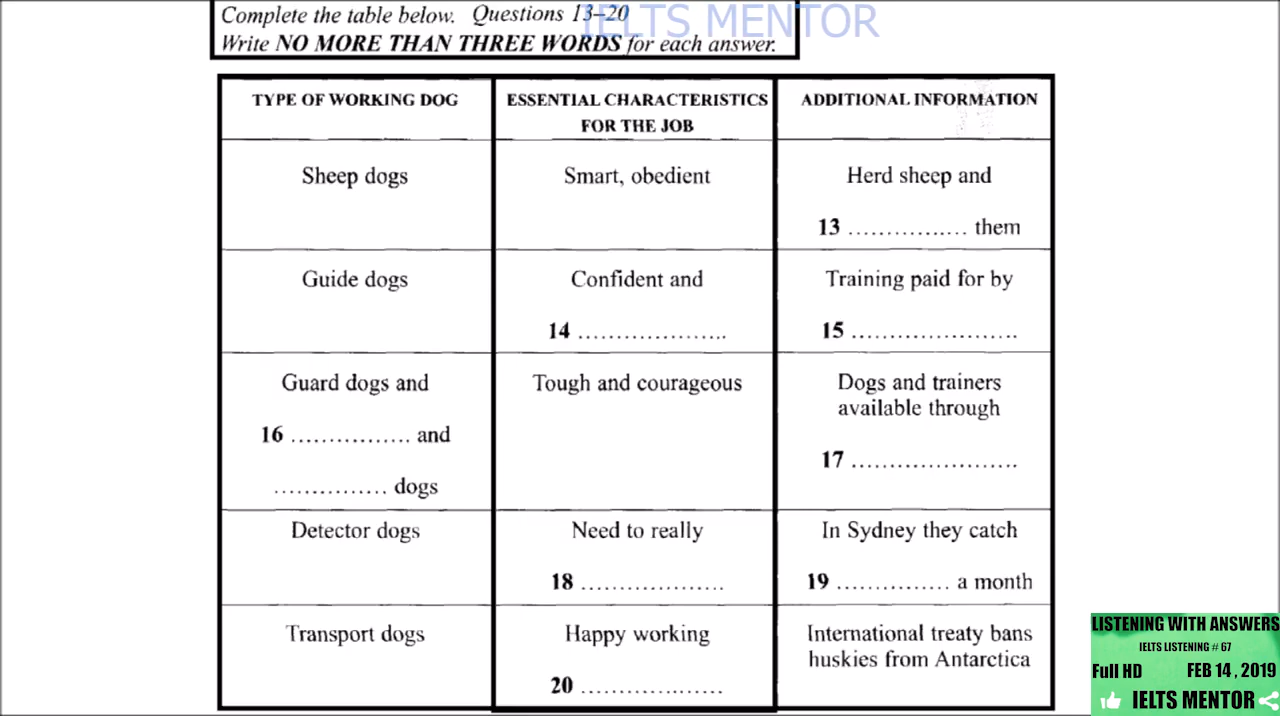 Complete the table below. Questions 13–20
IELTS MENTOR
Write NO MORE THAN THREE WORDS for each answer.
TYPE OF WORKING DOG
ESSENTIAL CHARACTERISTICS
FOR THE JOB
ADDITIONAL INFORMATION
Sheep dogs
Smart, obedient
Herd sheep and
13 ................ them
Guide dogs
Confident and
14 ....................
Training paid for by
15 ......................
Guard dogs and
16 ................ and
............... dogs
Tough and courageous
Dogs and trainers
available through
17 ......................
Detector dogs
Need to really
18 ...................
In Sydney they catch
19 ............... a month
Transport dogs
Happy working
20 ...................
International treaty bans
huskies from Antarctica
LISTENING WITH ANSWERS
IELTS LISTENING # 67
Full HD FEB 14 , 2019
IELTS MENTOR